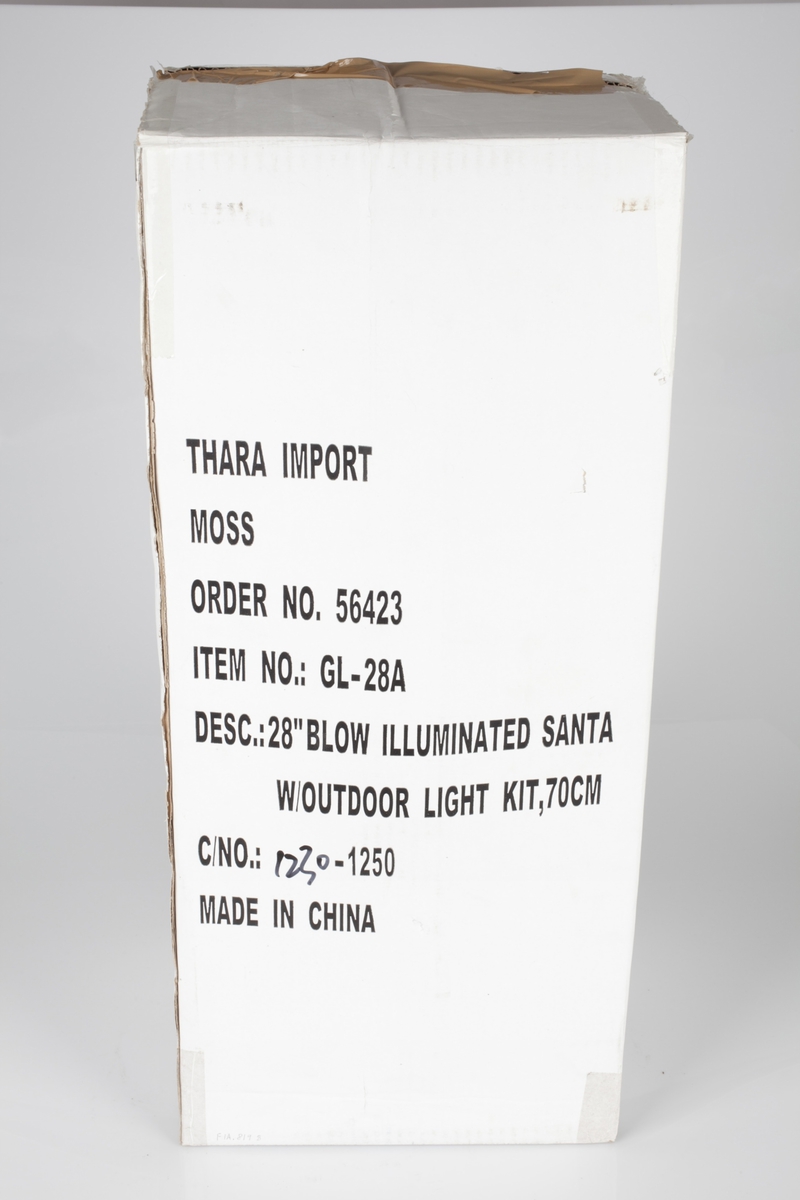 THARA IMPORT
MOSS
ORDER NO. 56423
ITEM NO.: GL-28A
DESC.:28"BLOW ILLUMINATED SANTA
W/OUTDOOR LIGHT KIT,70CM
C/NO.: 1230-1250
MADE IN CHINA